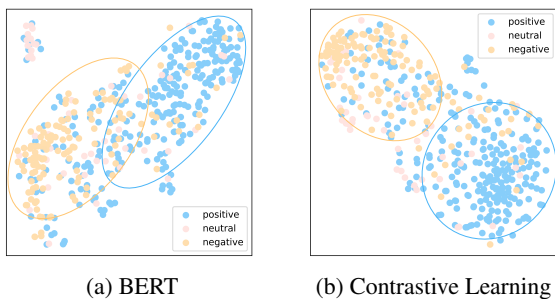 positive
neutral
negative
(a) BERT
positive
neutral
negative
(b) Contrastive Learning